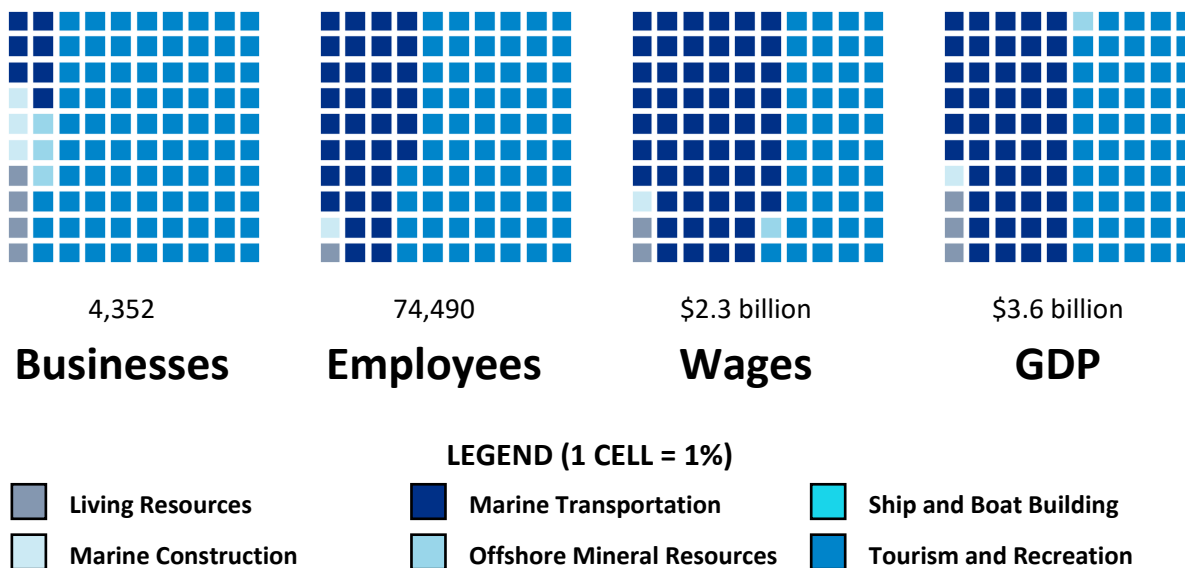 4,352
74,490
$2.3 billion
$3.6 billion
Businesses
Employees
Wages
GDP
LEGEND (1 CELL = 1%)
Living Resources
Marine Transportation
Ship and Boat Building
Marine Construction
Offshore Mineral Resources
Tourism and Recreation